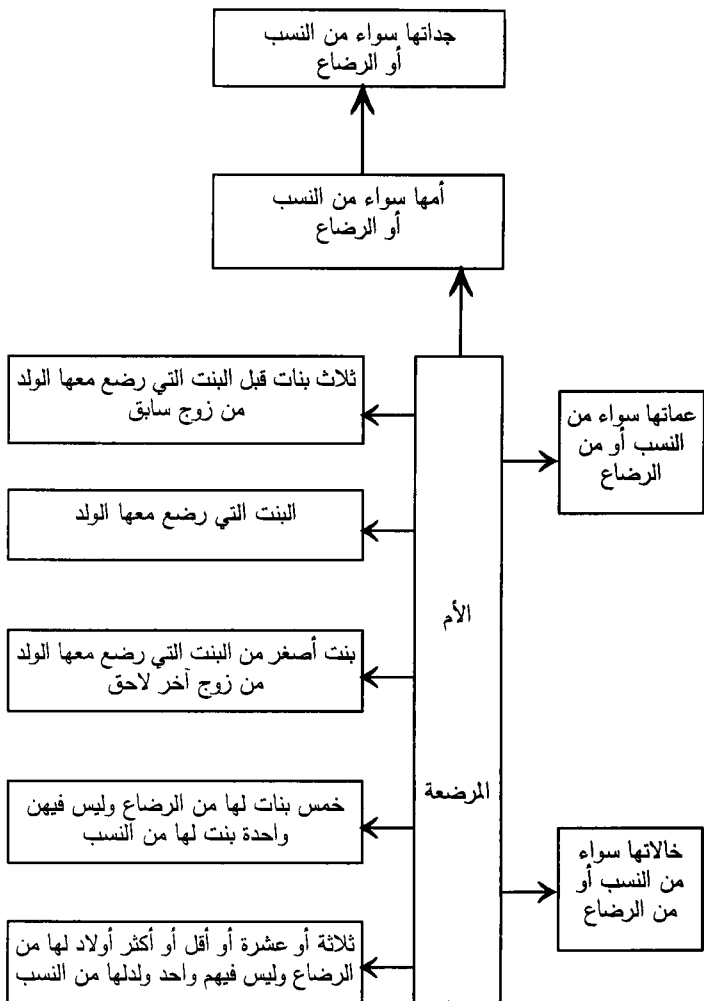 جداتها سواء من النسب
أو الرضاع
أمها سواء من النسب
أو الرضاع
ثلاث بنات قبل البنت التي رضع معها الولد
من زوج سابق
عماتها سواء من
النسب أو من
الرضاع
البنت التي رضع معها الولد
الأم
بنت أصغر من البنت التي رضع معها الولد
من زوج آخر لاحق
المرضعة
خمس بنات لها من الرضاع وليس فيهن
واحدة بنت لها من النسب
خالاتها سواء
من النسب أو
من الرضاع
ثلاثة أو عشرة أو أقل أو أكثر أولاد لها من
الرضاع وليس فيهم واحد ولدلها من النسب